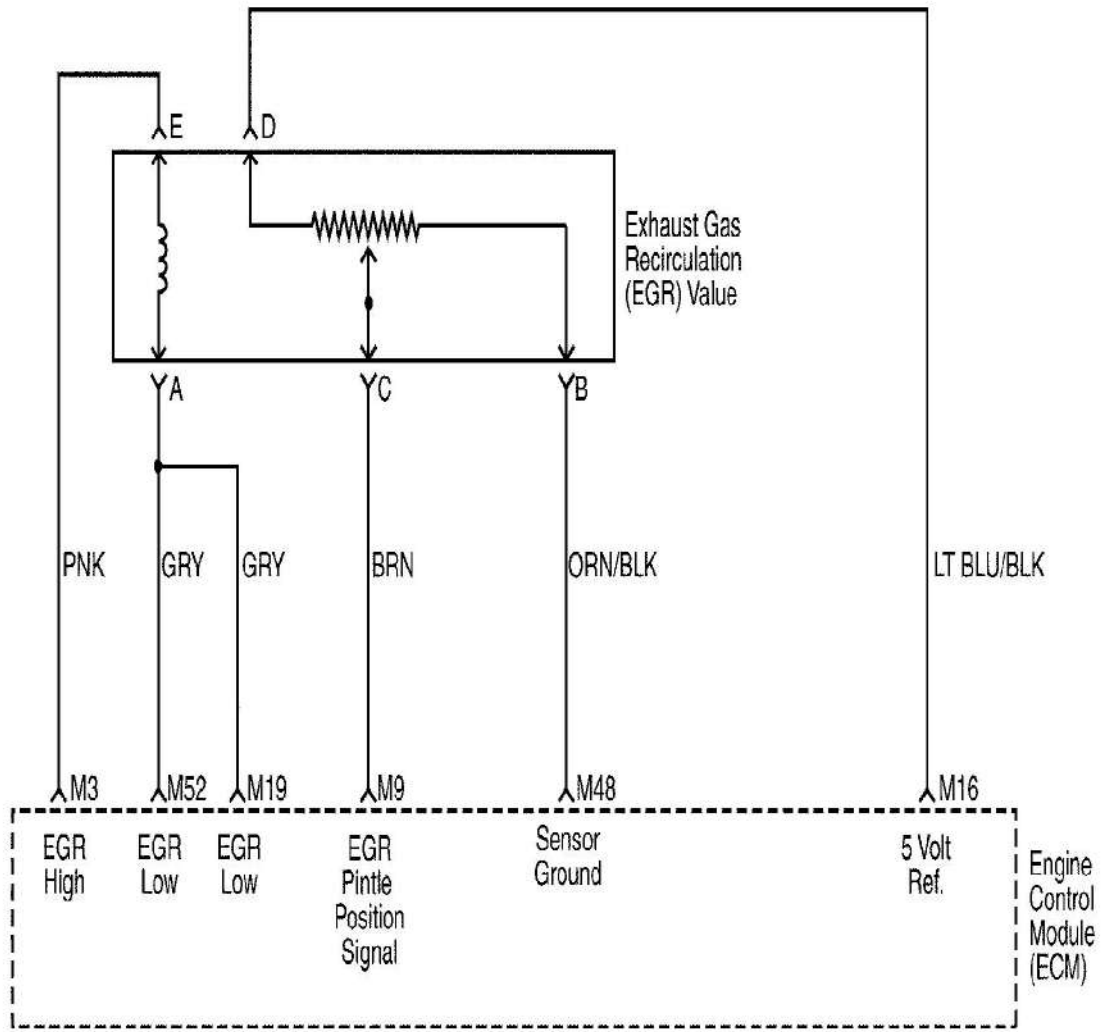 E
D
Exhaust Gas
Recirculation
(EGR) Value
A
C
B
PNK
GRY
GRY
BRN
ORN/BLK
LT BLU/BLK
M3
M52
M19
M9
M48
M16
EGR
High
EGR
Low
EGR
Low
EGR
Pintle
Position
Signal
Sensor
Ground
5 Volt
Ref.
Engine
Control
Module
(ECM)